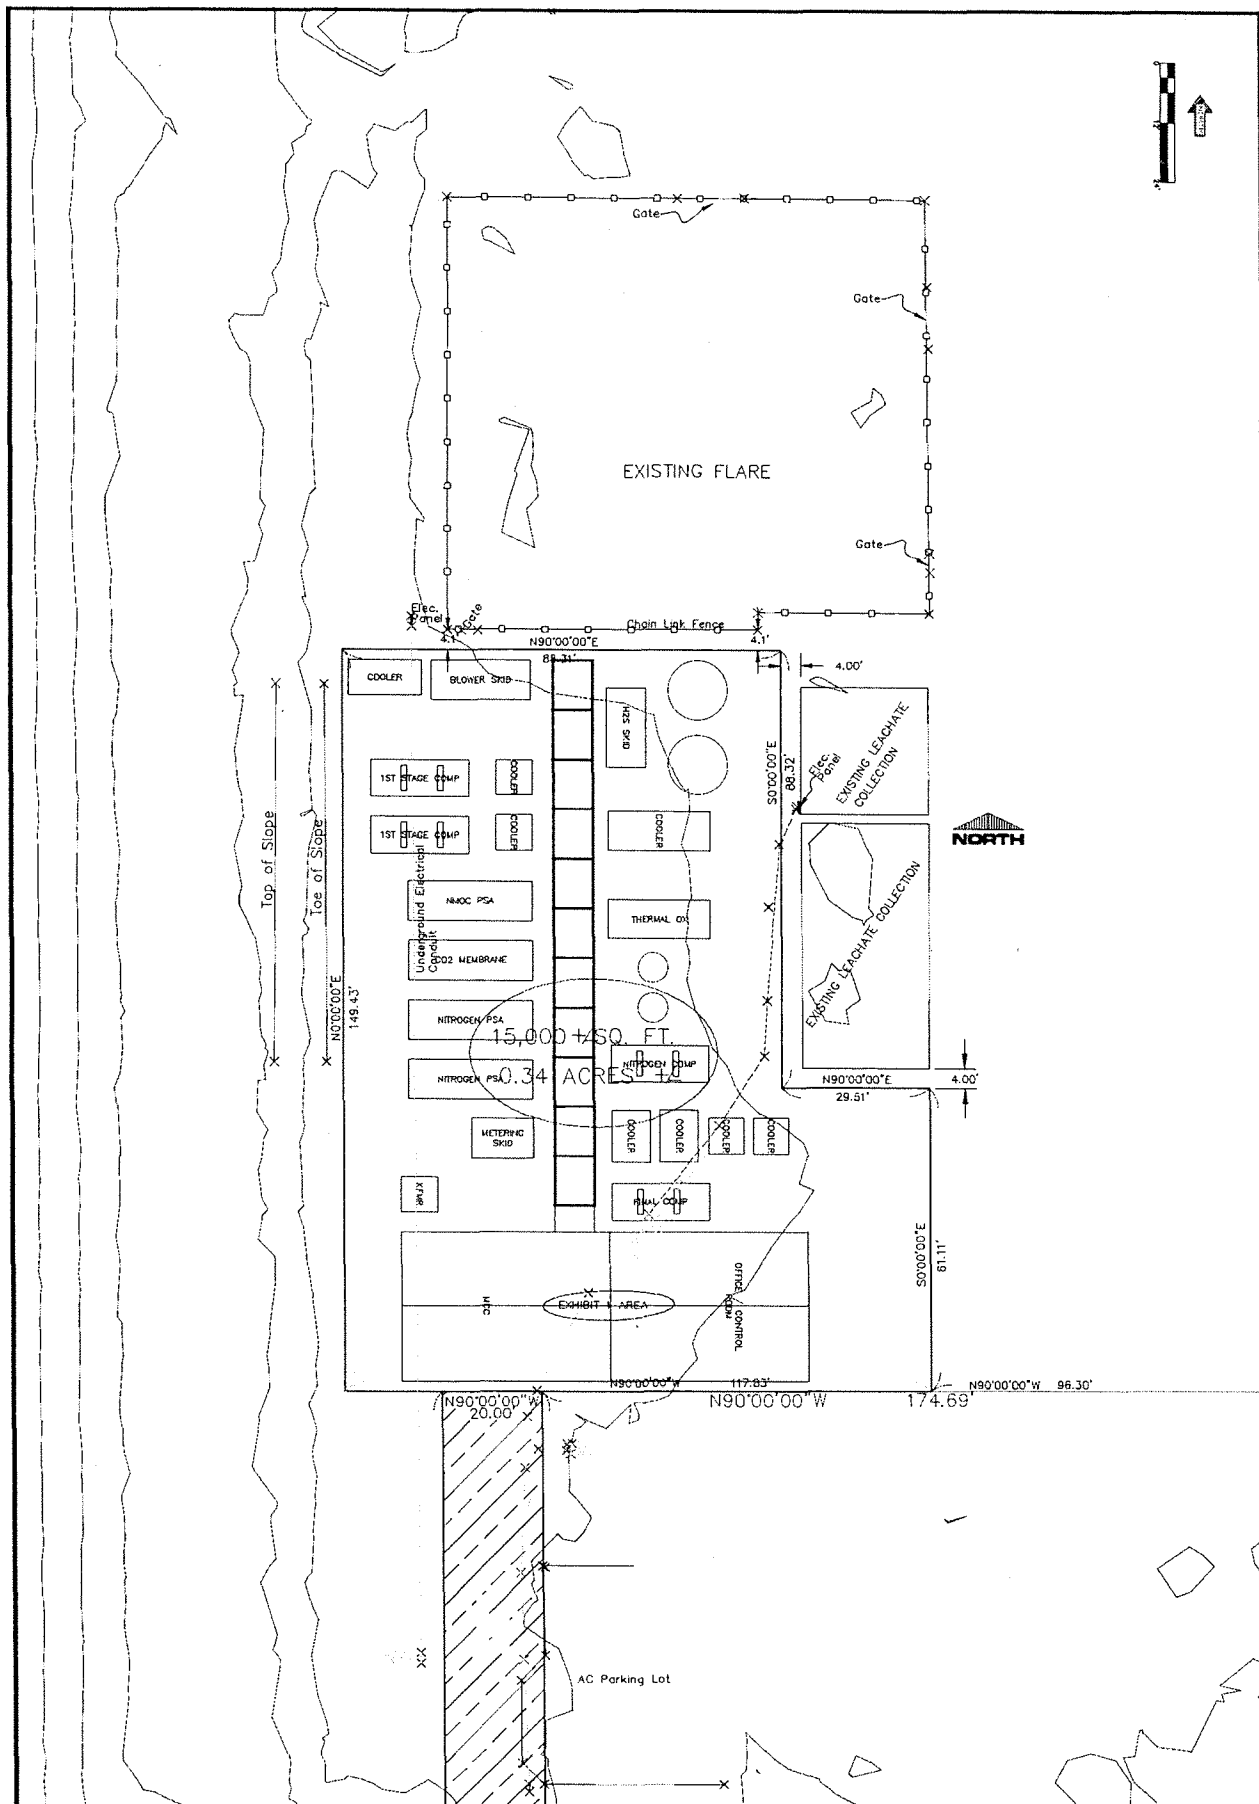 Gate
Gate
EXISTING FLARE
Gate
Elec.
Panel
Gate
Chain Link Fence
4.1'
N90°00'00"E
4.1'
88.31'
4.00'
COOLER
BLOWER SKID
H2S SKID
S0°00'00"E
88.32'
Elec.
Panel
EXISTING LEACHATE
COLLECTION
1ST STAGE COMP
COOLER
1ST STAGE COMP
COOLER
COOLER
NORTH
Top of Slope
Toe of Slope
Underground Electrical
Conduit
NMOC PSA
THERMAL OX
EXISTING LEACHATE COLLECTION
CO2 MEMBRANE
N0°00'00"E
149.43'
NITROGEN PSA
15,000 +/- SQ. FT.
0.34 ACRES +/-
NITROGEN COMP
NITROGEN PSA
N90°00'00"E
29.51'
4.00'
METERING
SKID
COOLER
COOLER
COOLER
COOLER
XFMR
FINAL COMP
S0°00'00"E
61.11'
MCC
EXHIBIT AREA
OFFICE CONTROL
ROOM
N90°00'00"W 117.83'
N90°00'00"W 96.30'
N90°00'00"W
20.00'
N90°00'00"W 174.69'
AC Parking Lot